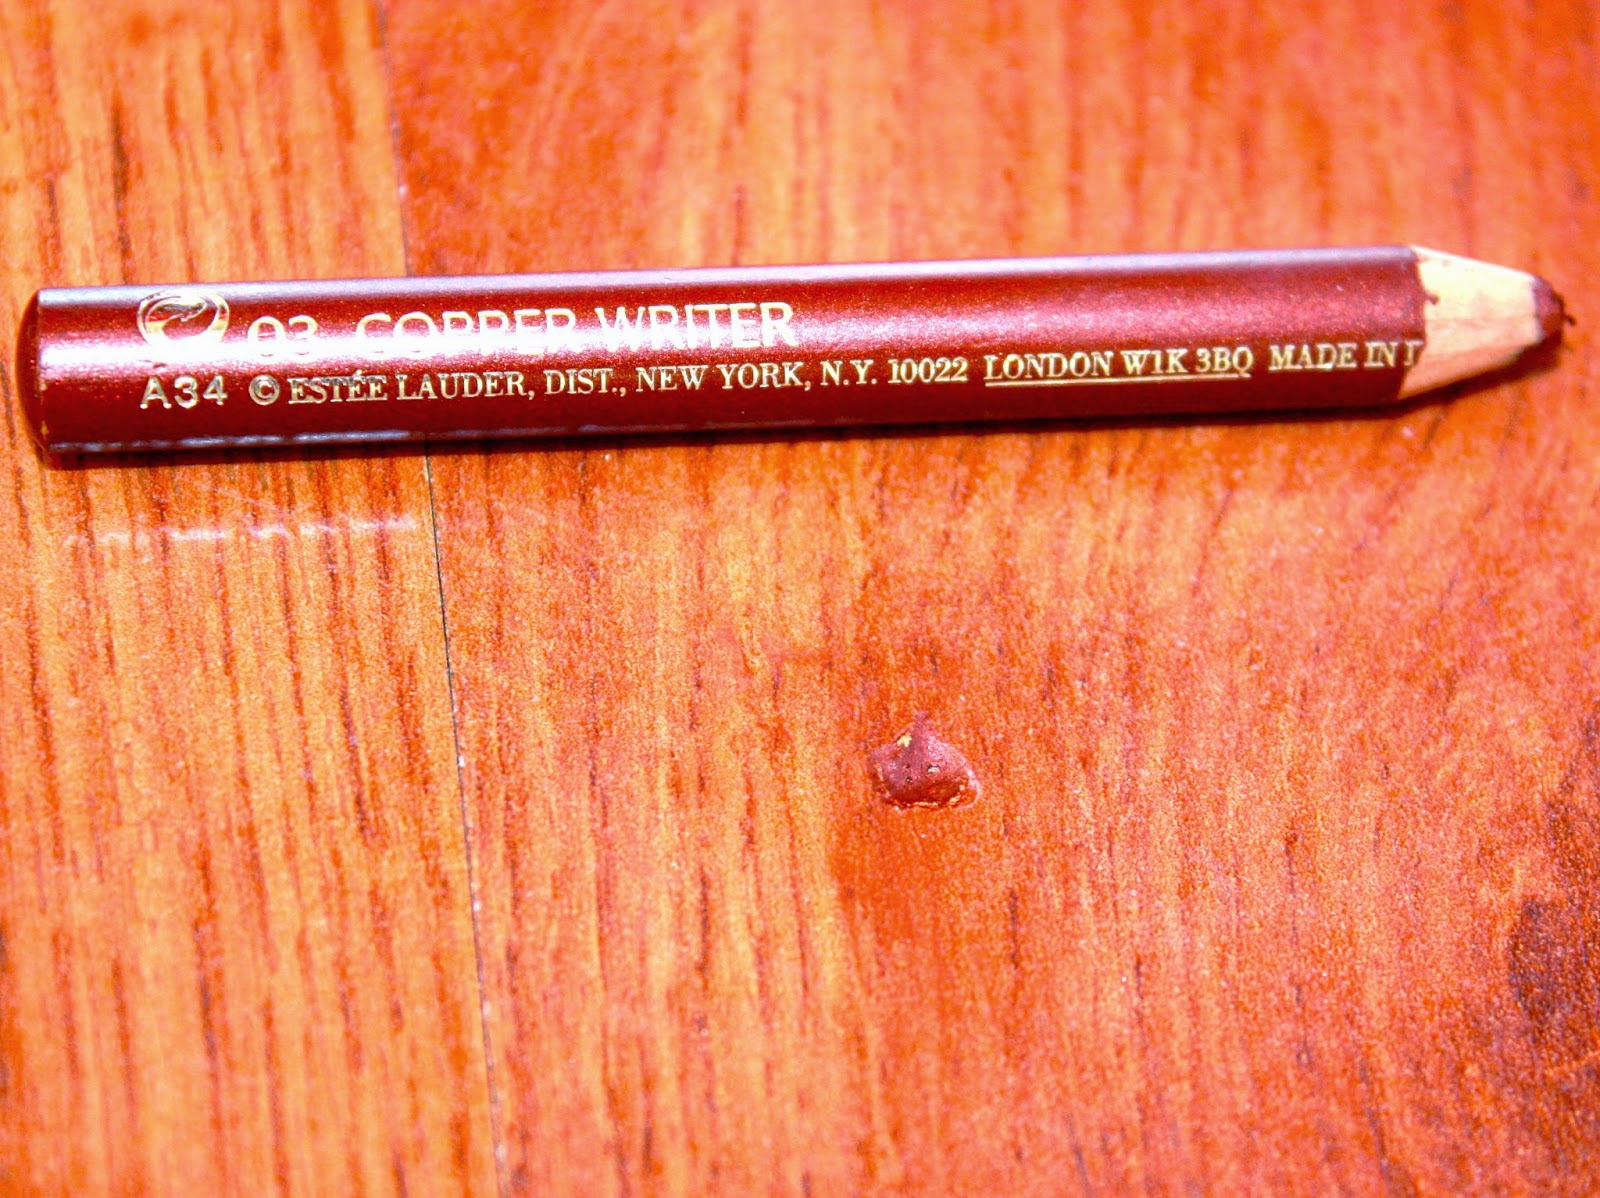 03 COPPER WRITER
A34 © ESTÉE LAUDER, DIST., NEW YORK, N.Y. 10022 LONDON W1K 3BQ MADE IN